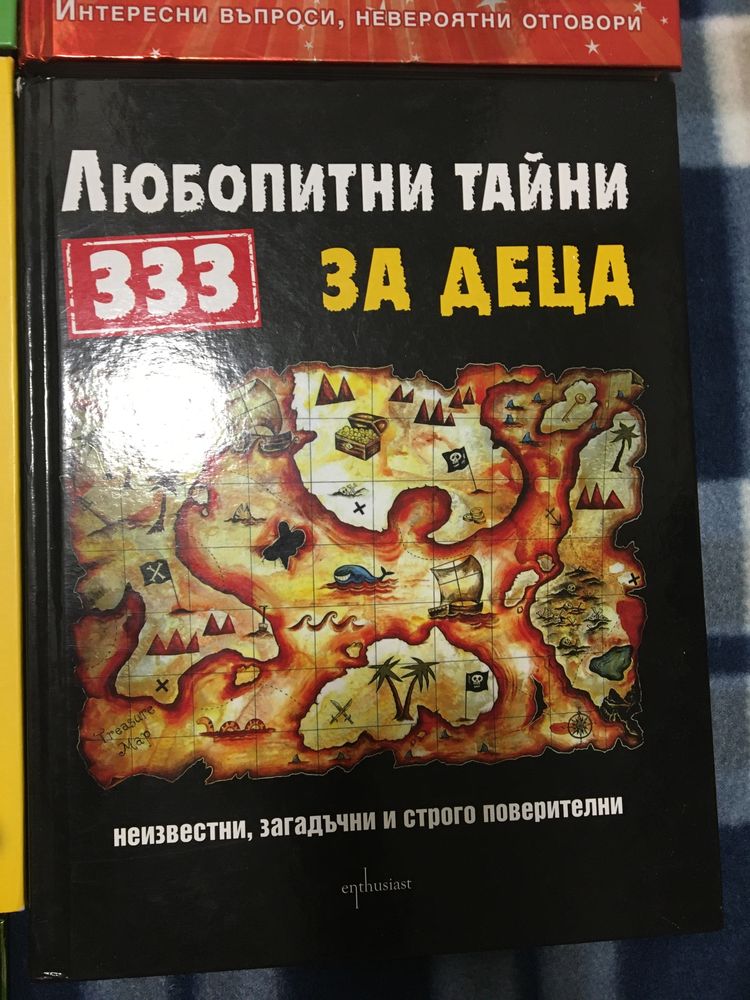 Интересни въпроси, невероятни отговори
Любопитни тайни
333 за деца
Treasure
Map
неизвестни, загадъчни и строго поверителни
enthusiast